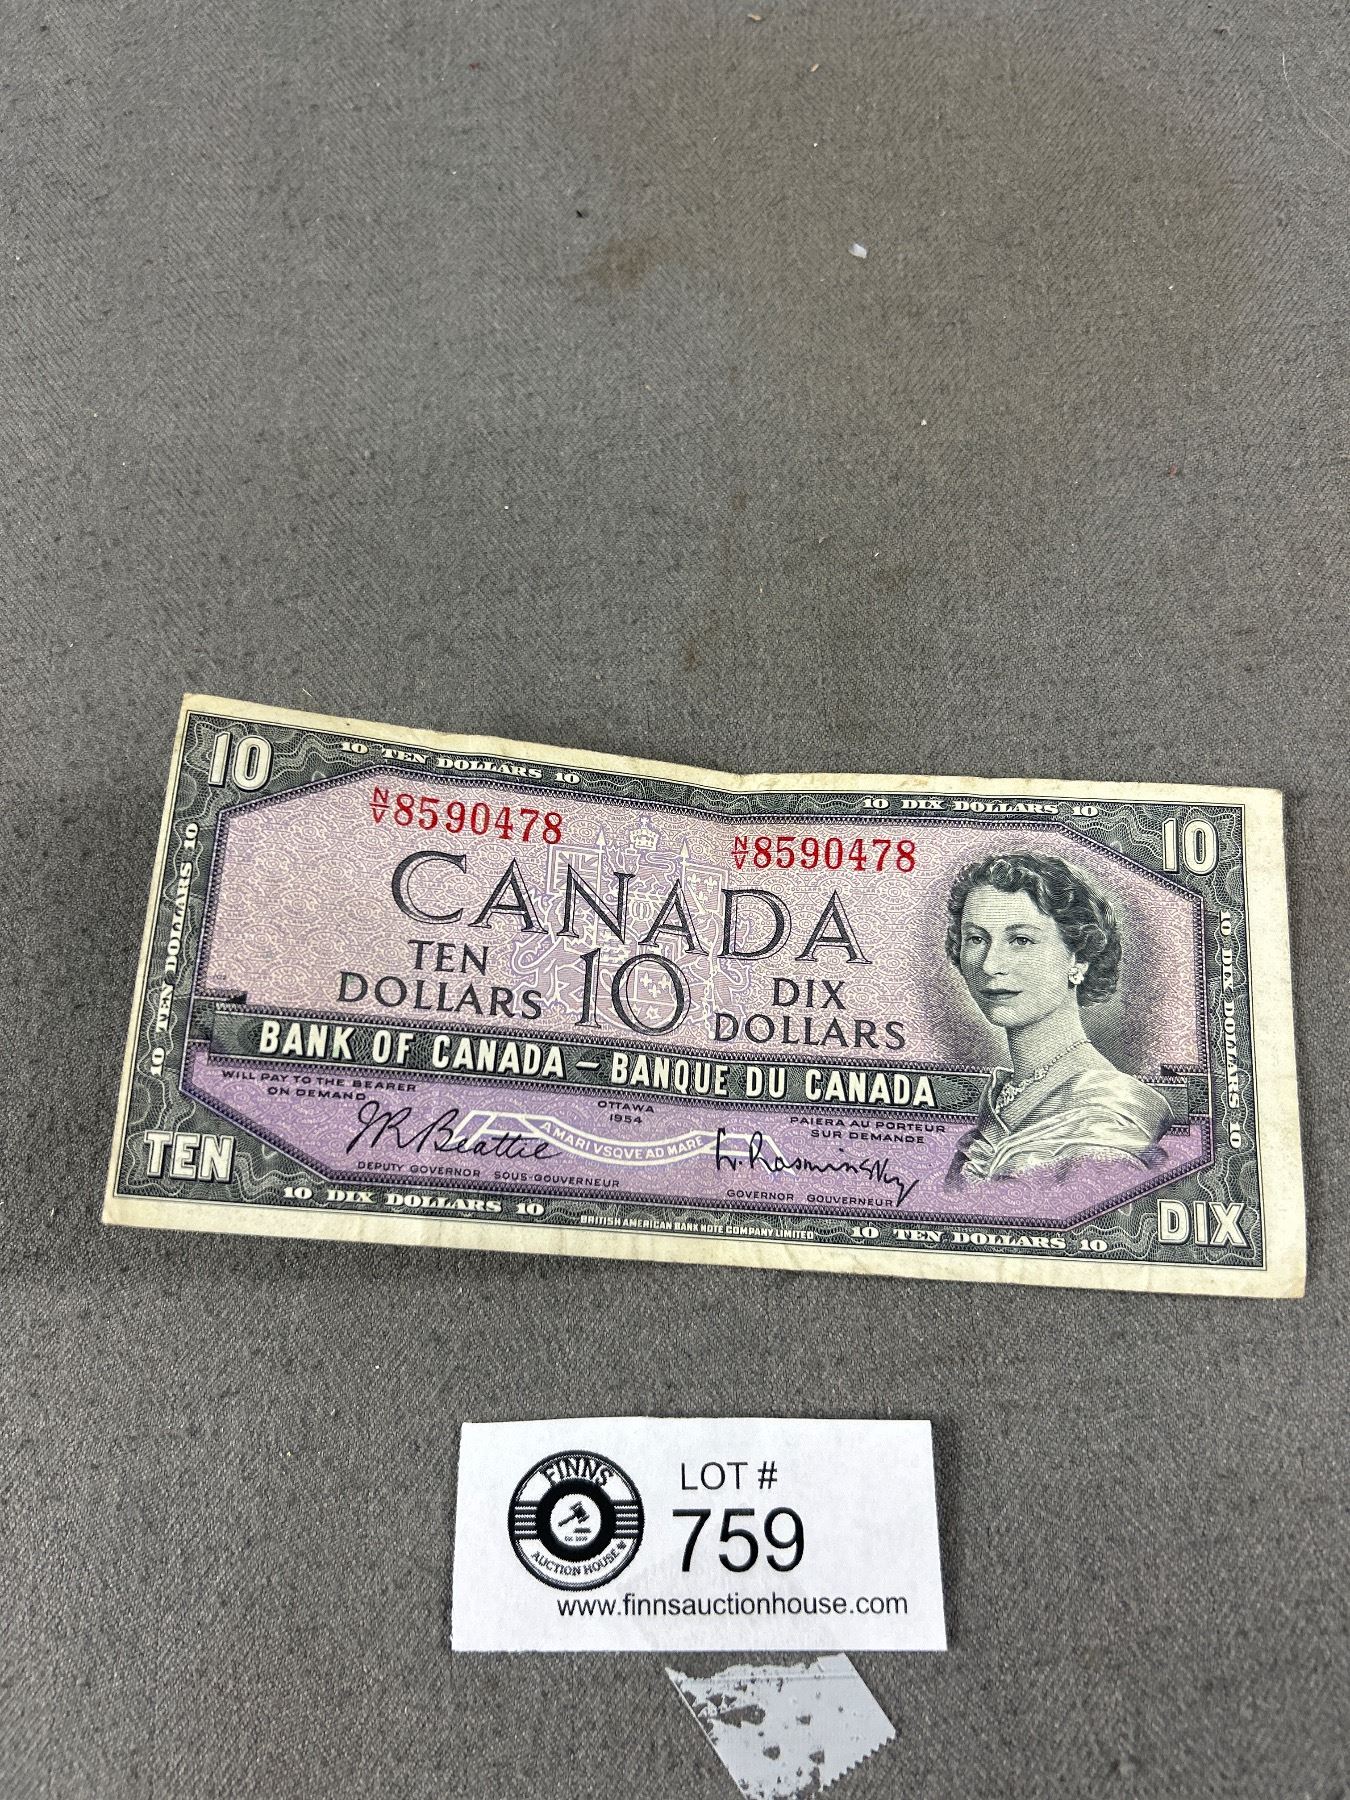 10 10 TEN DOLLARS 10 10 DIX DOLLARS 10 10
N/V8590478 N/V8590478
CANADA
TEN DOLLARS 10 DIX DOLLARS
BANK OF CANADA – BANQUE DU CANADA
WILL PAY TO THE BEARER
ON DEMAND
OTTAWA
1954
PAIERA AU PORTEUR
SUR DEMANDE
A MARI VSQVE AD MARE
J R Beattie
L. Rasminsky
DEPUTY GOVERNOR SOUS-GOUVERNEUR
GOVERNOR GOUVERNEUR
10 TEN DOLLARS 10
10 DIX DOLLARS 10
TEN 10 DIX DOLLARS 10 BRITISH AMERICAN BANK NOTE COMPANY LIMITED 10 TEN DOLLARS 10 DIX
FINNS
EST. 2020
AUCTION HOUSE
LOT #
759
www.finnsauctionhouse.com